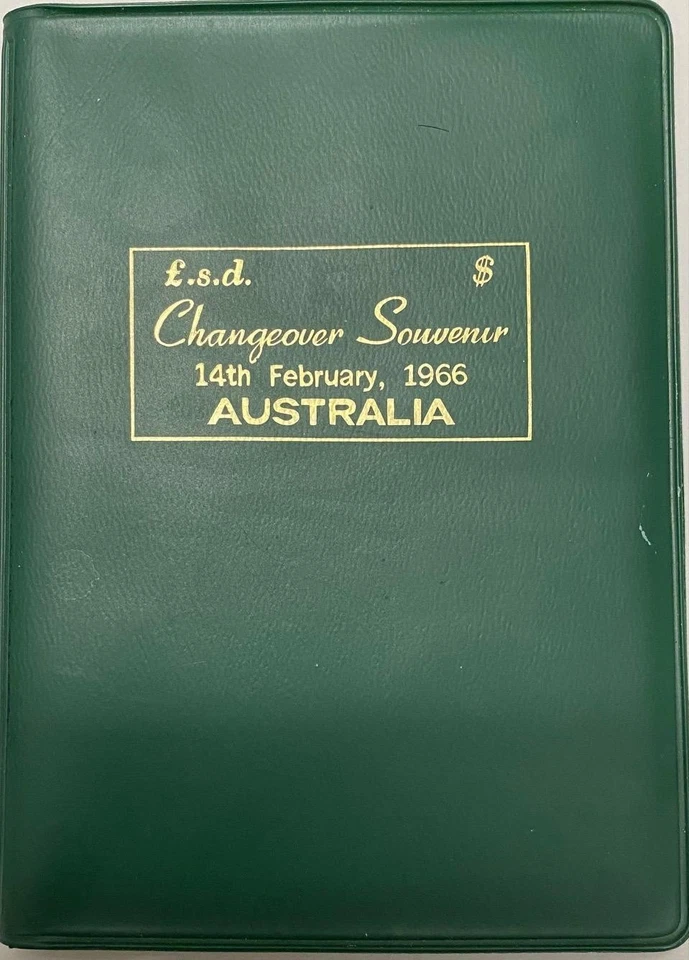 £.s.d. $
Changeover Souvenir
14th February, 1966
AUSTRALIA